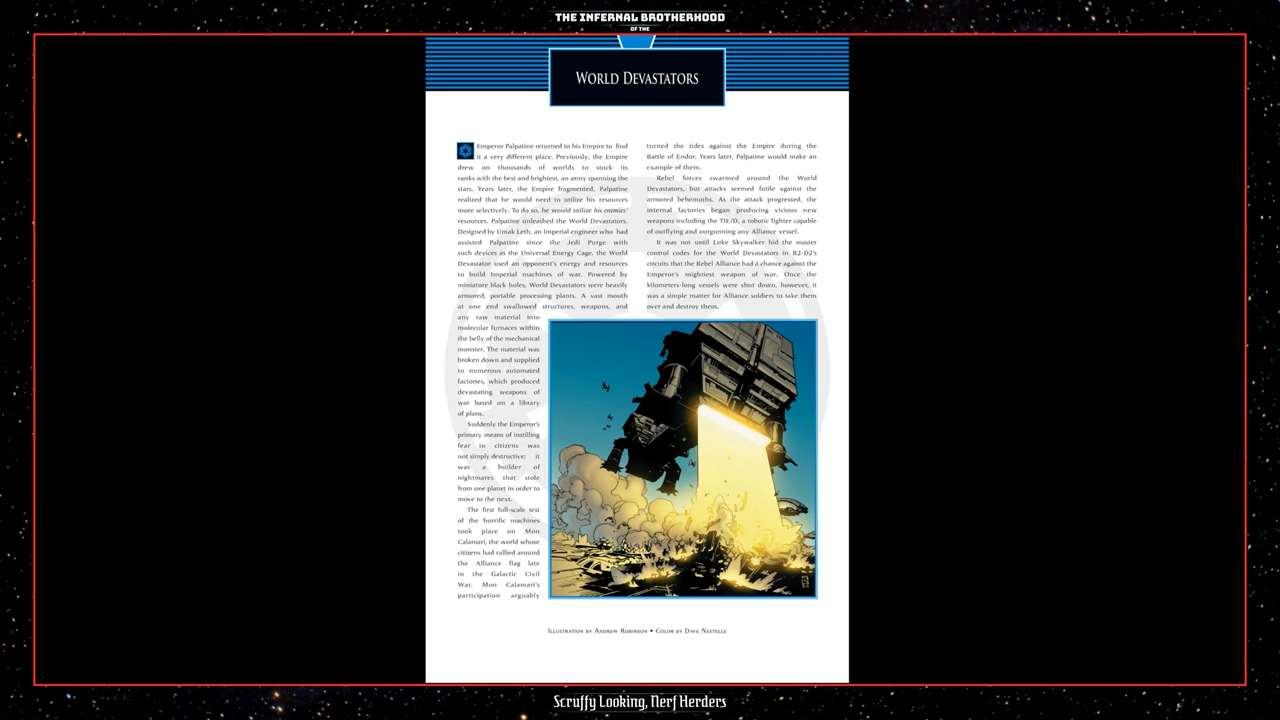 THE INFERNAL BROTHERHOOD
OF THE
WORLD DEVASTATORS
Emperor Palpatine returned to his Empire to find
it a very different place. Previously, the Empire
drew on thousands of worlds to stock its
ranks with the best and brightest, an army spanning the
stars. Years later, the Empire fragmented, Palpatine
realized that he would need to utilize his resources
more selectively. To do so, he would utilize his enemies'
resources. Palpatine unleashed the World Devastators.
Designed by Umak Leth, an Imperial engineer who had
assisted Palpatine since the Jedi Purge with
such devices as the Universal Energy Cage, the World
Devastator used an opponent's energy and resources
to build Imperial machines of war. Powered by
miniature black holes, World Devastators were heavily
armored, portable processing plants. A vast mouth
at one end swallowed structures, weapons, and
any raw material into
molecular furnaces within
the belly of the mechanical
monster. The material was
broken down and supplied
to numerous automated
factories, which produced
devastating weapons of
war based on a library
of plans.
Suddenly the Emperor's
primary means of instilling
fear in citizens was
not simply destructive; it
was a builder of
nightmares that stole
from one planet in order to
move to the next.
The first full-scale test
of the horrific machines
took place on Mon
Calamari, the world whose
citizens had rallied around
the Alliance flag late
in the Galactic Civil
War. Mon Calamari's
participation arguably
turned the tides against the Empire during the
Battle of Endor. Years later, Palpatine would make an
example of them.
Rebel forces swarmed around the World
Devastators, but attacks seemed futile against the
armored behemoths. As the attack progressed, the
internal factories began producing vicious new
weapons including the TIE/D, a robotic fighter capable
of outflying and outgunning any Alliance vessel.
It was not until Luke Skywalker hid the master
control codes for the World Devastators in R2-D2's
circuits that the Rebel Alliance had a chance against the
Emperor's mightiest weapon of war. Once the
kilometers-long vessels were shut down, however, it
was a simple matter for Alliance soldiers to take them
over and destroy them.
ILLUSTRATION BY ANDREW ROBINSON • COLOR BY DAVE NESTELLE
Scruffy Looking, Nerf Herders